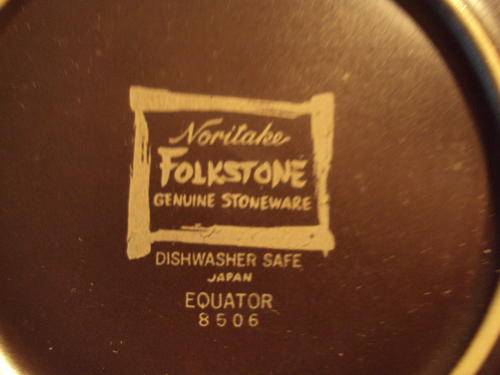 Noritake
FOLKSTONE
GENUINE STONEWARE
DISHWASHER SAFE
JAPAN
EQUATOR
8506